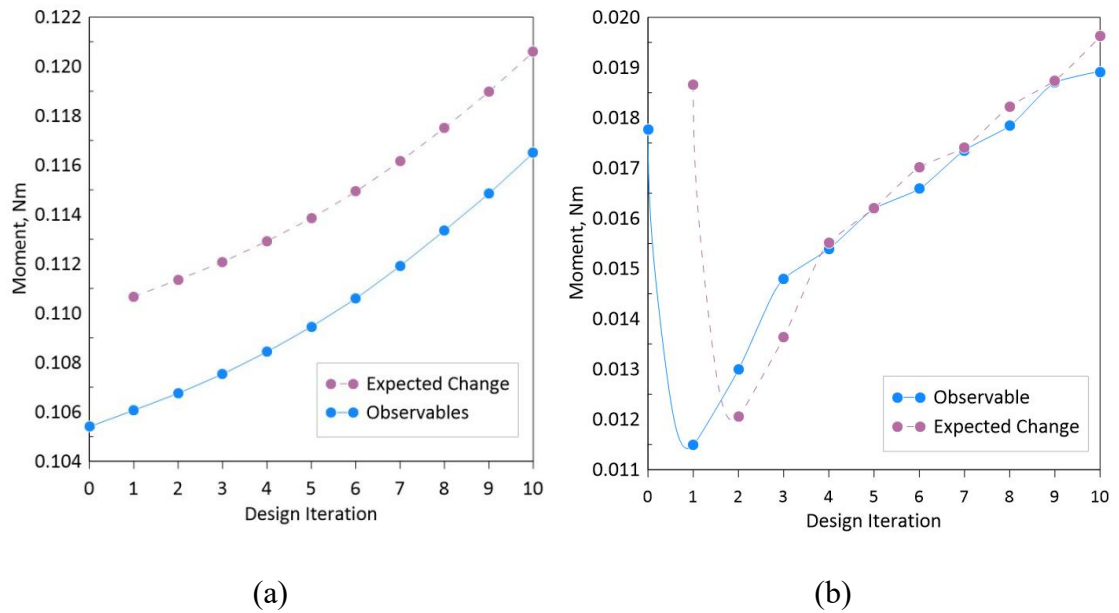 0.122
0.120
0.118
0.116
0.114
0.112
0.110
0.108
0.106
0.104
Moment, Nm
0 1 2 3 4 5 6 7 8 9 10
Design Iteration
Expected Change
Observables
(a)
0.020
0.019
0.018
0.017
0.016
0.015
0.014
0.013
0.012
0.011
Moment, Nm
0 1 2 3 4 5 6 7 8 9 10
Design Iteration
Observable
Expected Change
(b)